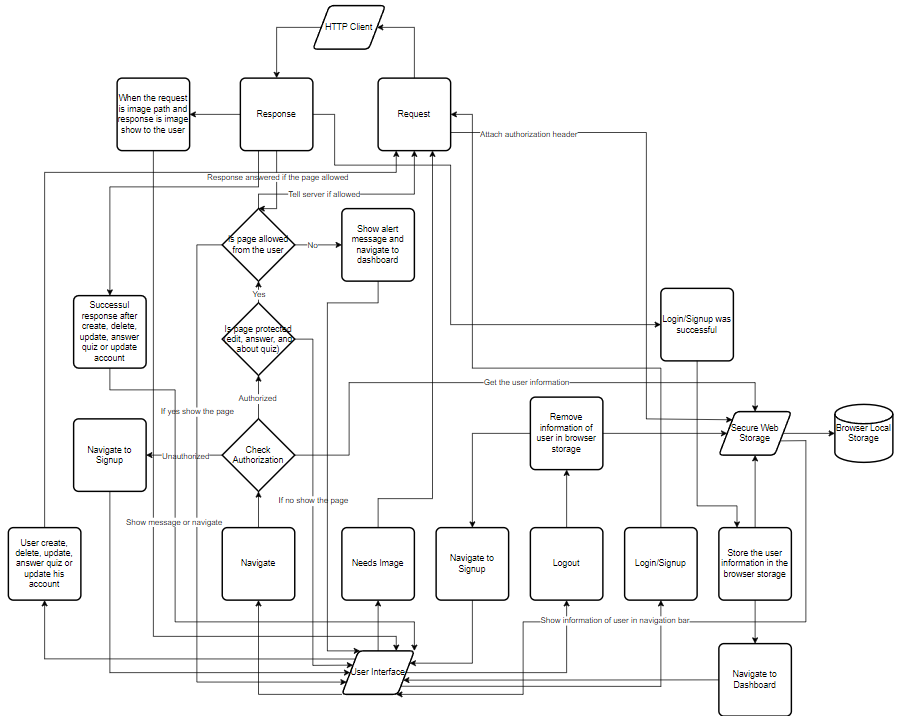 HTTP Client
When the request
is image path and
response is image
show to the user
Response
Request
Attach authorization header
Response answered if the page allowed
Tell server if allowed
Is page allowed
from the user
No
Show alert
message and
navigate to
dashboard
Yes
Successul
response after
create, delete,
update, answer
quiz or update
account
Is page protected
(edit, answer, and
about quiz)
Login/Signup was
successful
Get the user information
Authorized
If yes show the page
Remove
information of
user in browser
storage
Secure Web
Storage
Browser Local
Storage
Navigate to
Signup
Unauthorized
Check
Authorization
If no show the page
Show message or navigate
User create,
delete, update,
answer quiz or
update his
account
Navigate
Needs Image
Navigate to
Signup
Logout
Login/Signup
Store the user
information in the
browser storage
Show information of user in navigation bar
User Interface
Navigate to
Dashboard